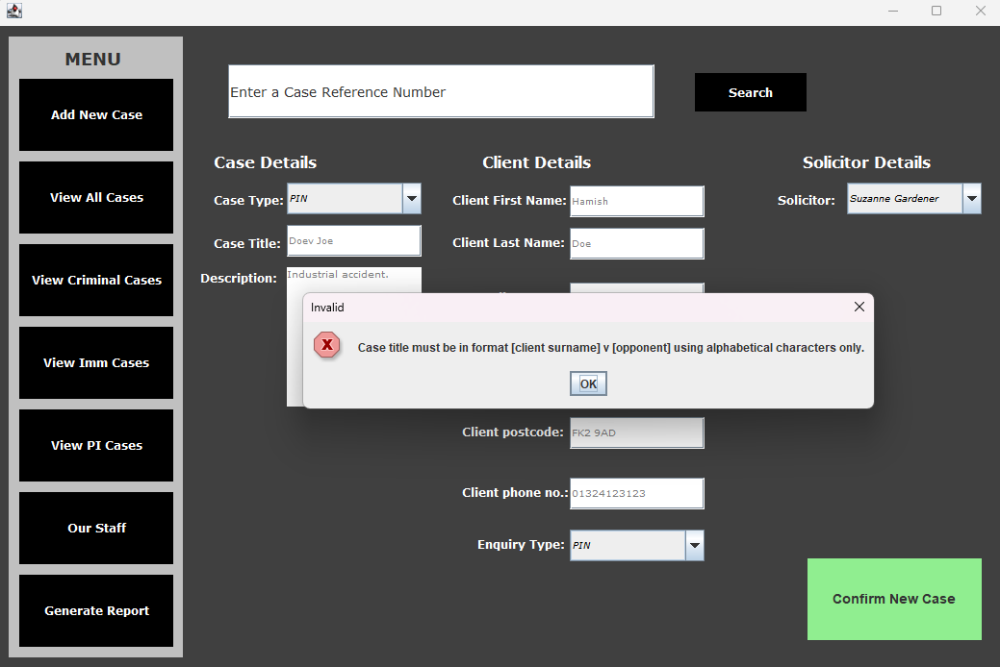 MENU
Add New Case
View All Cases
View Criminal Cases
View Imm Cases
View PI Cases
Our Staff
Generate Report
Enter a Case Reference Number
Search
Case Details
Case Type: PIN
Case Title: Doev Joe
Description: Industrial accident.
Client Details
Client First Name: Hamish
Client Last Name: Doe
Solicitor Details
Solicitor: Suzanne Gardener
Invalid
Case title must be in format [client surname] v [opponent] using alphabetical characters only.
OK
Client postcode: FK2 9AD
Client phone no.: 01324123123
Enquiry Type: PIN
Confirm New Case